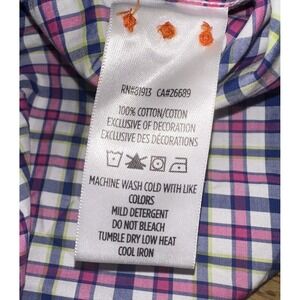 RN#81913 CA#26689
100% COTTON/COTON
EXCLUSIVE OF DECORATION
EXCLUSIVE DES DÉCORATIONS
MACHINE WASH COLD WITH LIKE
COLORS
MILD DETERGENT
DO NOT BLEACH
TUMBLE DRY LOW HEAT
COOL IRON